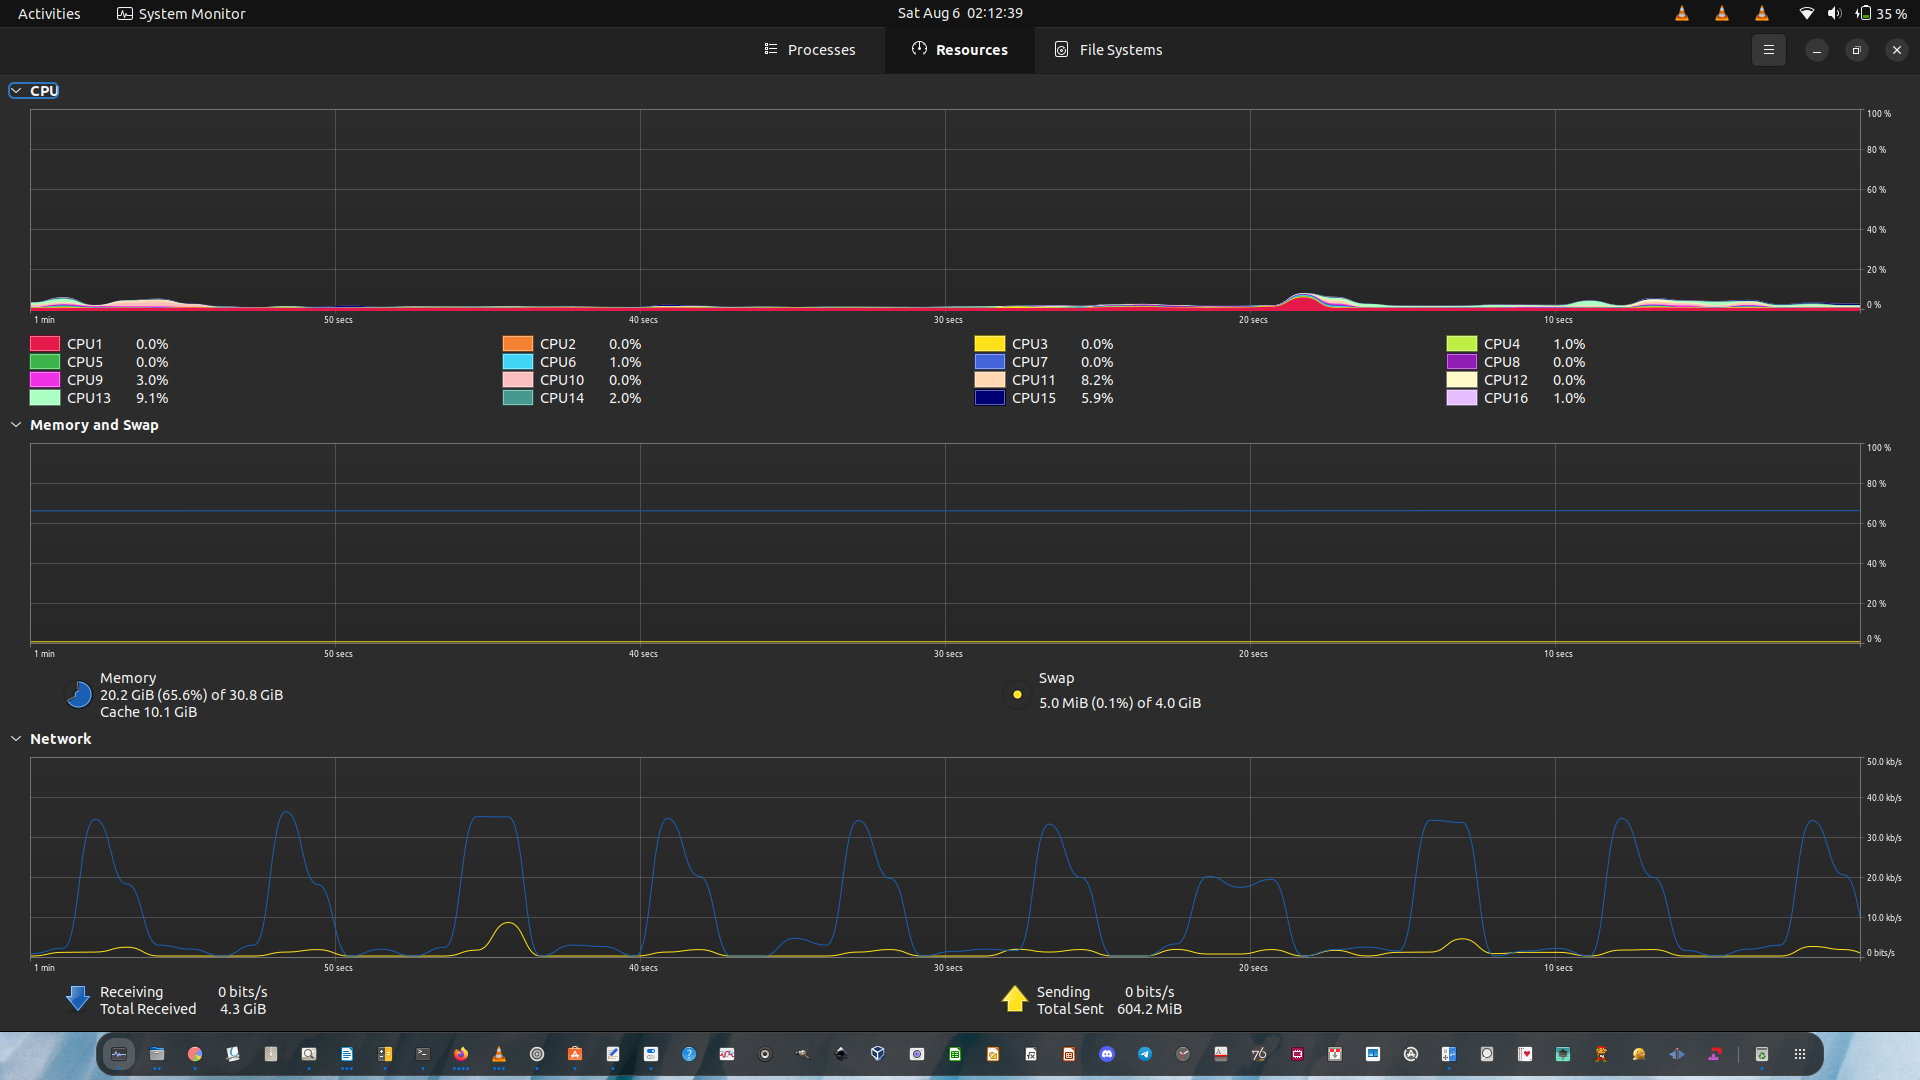 Activities System Monitor Sat Aug 6 02:12:39 35 %
Processes Resources File Systems
CPU
100 %
80 %
60 %
40 %
20 %
0 %
1 min 50 secs 40 secs 30 secs 20 secs 10 secs
CPU1 0.0% CPU2 0.0% CPU3 0.0% CPU4 1.0%
CPU5 0.0% CPU6 1.0% CPU7 0.0% CPU8 0.0%
CPU9 3.0% CPU10 0.0% CPU11 8.2% CPU12 0.0%
CPU13 9.1% CPU14 2.0% CPU15 5.9% CPU16 1.0%
Memory and Swap
100 %
80 %
60 %
40 %
20 %
0 %
1 min 50 secs 40 secs 30 secs 20 secs 10 secs
Memory Swap
20.2 GiB (65.6%) of 30.8 GiB 5.0 MiB (0.1%) of 4.0 GiB
Cache 10.1 GiB
Network
50.0 kb/s
40.0 kb/s
30.0 kb/s
20.0 kb/s
10.0 kb/s
0 bits/s
1 min 50 secs 40 secs 30 secs 20 secs 10 secs
Receiving 0 bits/s Sending 0 bits/s
Total Received 4.3 GiB Total Sent 604.2 MiB
76